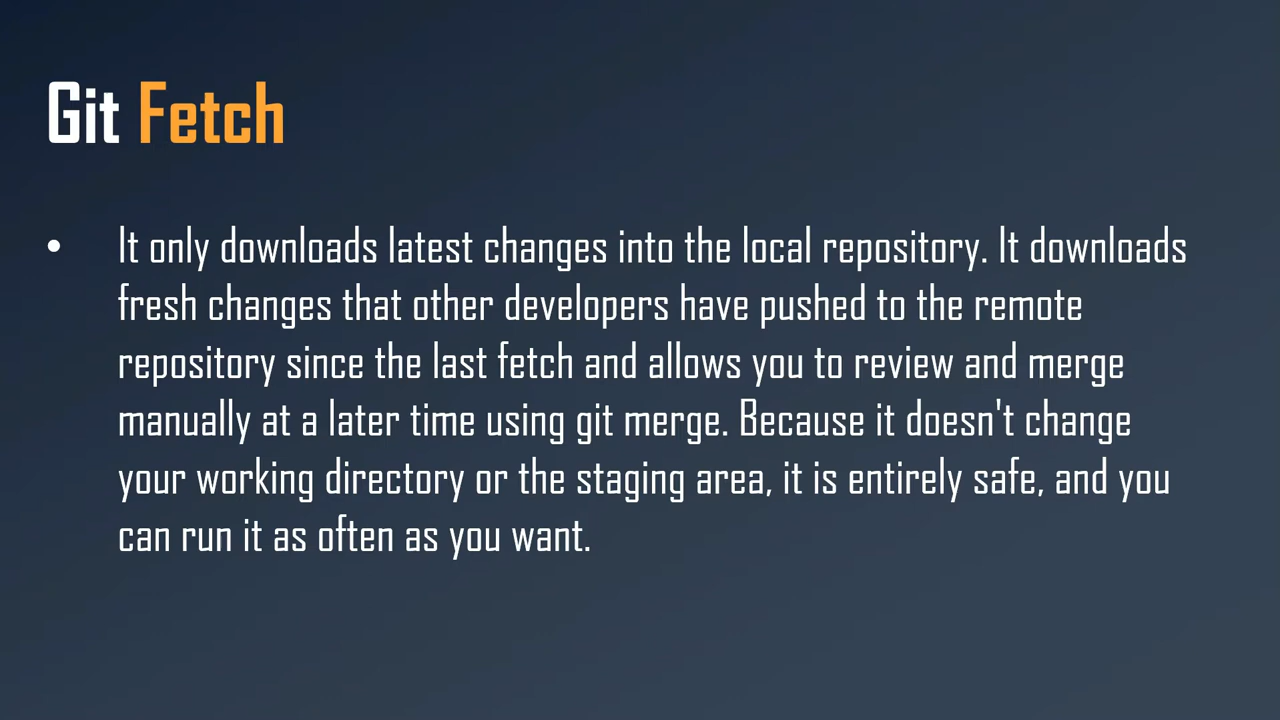 Git Fetch
• It only downloads latest changes into the local repository. It downloads
fresh changes that other developers have pushed to the remote
repository since the last fetch and allows you to review and merge
manually at a later time using git merge. Because it doesn't change
your working directory or the staging area, it is entirely safe, and you
can run it as often as you want.